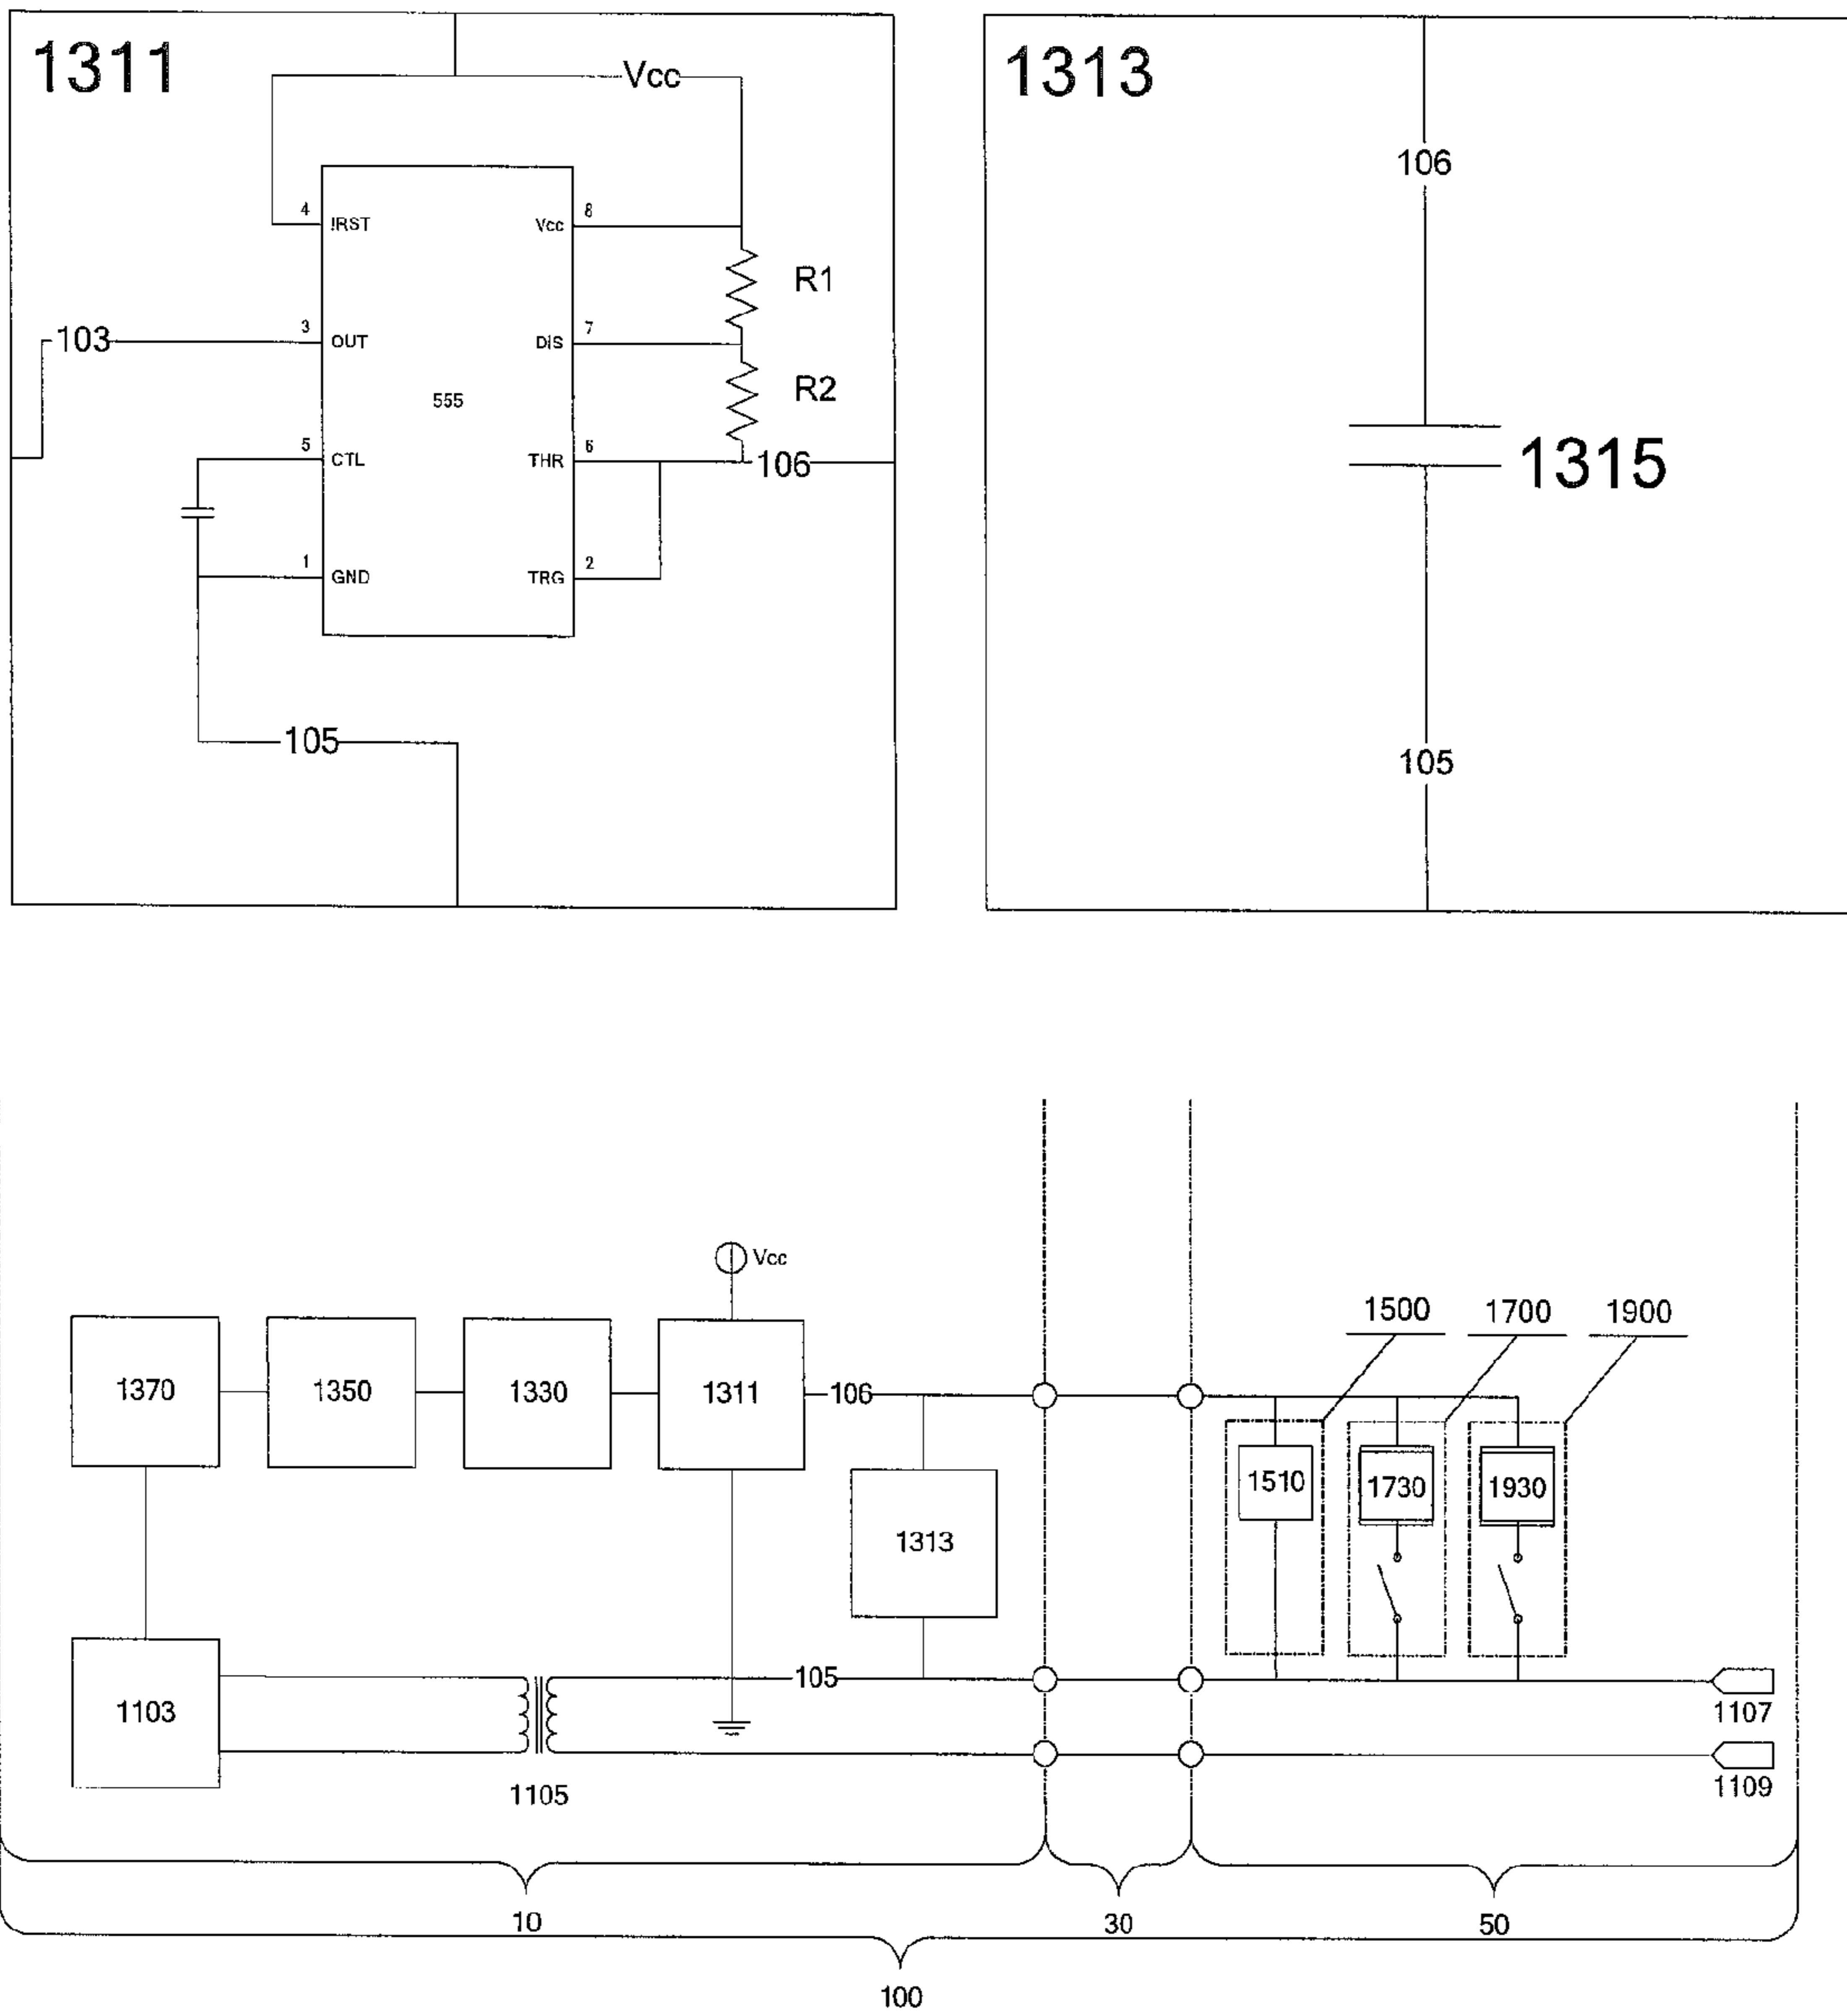 1311
Vcc
4
!RST
Vcc
8
R1
103
3
OUT
DIS
7
R2
555
5
CTL
THR
6
106
1
GND
TRG
2
105
1313
106
1315
105
Vcc
1500 1700 1900
1370 1350 1330 1311 106
1510 1730 1930
1313
105
1103
1107
1105
1109
10 30 50
100